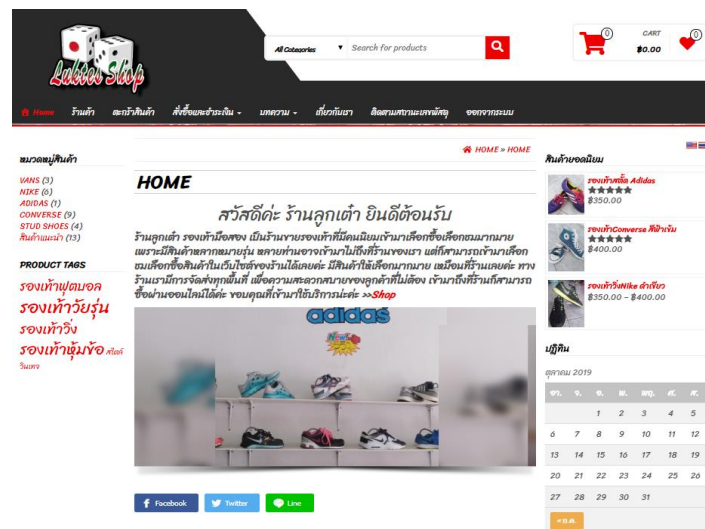 Lukies Shop
All Categories
Search for products
0
CART
฿0.00
0
Home ร้านค้า ตะกร้าสินค้า สั่งซื้อและชำระเงิน บทความ เกี่ยวกับเรา ติดตามสถานะเลขพัสดุ ออกจากระบบ
หมวดหมู่สินค้า
VANS (3)
NIKE (6)
ADIDAS (1)
CONVERSE (9)
STUD SHOES (4)
สินค้าแนะนำ (13)
PRODUCT TAGS
รองเท้าฟุตบอล
รองเท้าวัยรุ่น
รองเท้าวิ่ง
รองเท้าหุ้มข้อ สไตล์
วินเทจ
HOME » HOME
HOME
สวัสดีค่ะ ร้านลูกเต๋า ยินดีต้อนรับ
ร้านลูกเต๋า รองเท้ามือสอง เป็นร้านขายรองเท้าที่มีคนนิยมเข้ามาเลือกซื้อเลือกชมมากมาย
เพราะมีสินค้าหลากหลายรุ่น หลายท่านอาจเข้ามาไม่ถึงที่ร้านของเรา แต่ก็สามารถเข้ามาเลือก
ชมเลือกซื้อสินค้าในเว็บไซต์ของร้านได้เลยค่ะ มีสินค้าให้เลือกมากมาย เหมือนที่ร้านเลยค่ะ ทาง
ร้านเรามีการจัดส่งทุกพื้นที่ เพื่อความสะดวกสบายของลูกค้าที่ไม่ต้อง เข้ามาถึงที่ร้านก็สามารถ
ซื้อผ่านออนไลน์ได้ค่ะ ขอบคุณที่เข้ามาใช้บริการน่ะค่ะ >>Shop
adidas
New
Facebook
Twitter
Line
สินค้ายอดนิยม
รองเท้าสตั๊ด Adidas
฿350.00
รองเท้าConverse สีฟ้าเข้ม
฿400.00
รองเท้าวิ่งNike ดำเขียว
฿350.00 – ฿400.00
ปฏิทิน
ตุลาคม 2019
อา. จ. อ. พ. พฤ. ศ. ส.
1 2 3 4 5
6 7 8 9 10 11 12
13 14 15 16 17 18 19
20 21 22 23 24 25 26
27 28 29 30 31
« ก.ย.